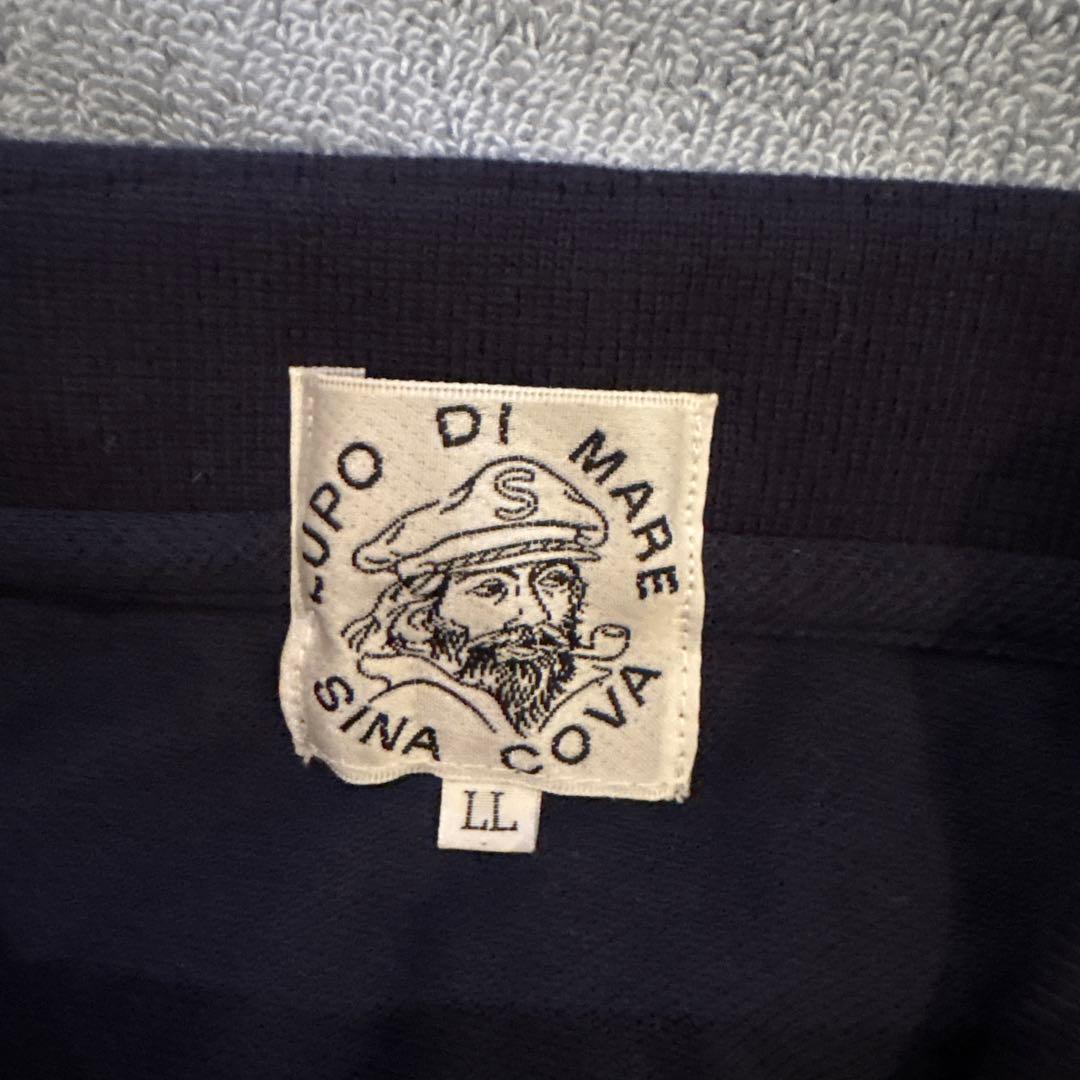 LUPO DI MARE
S
SINA COVA
LL